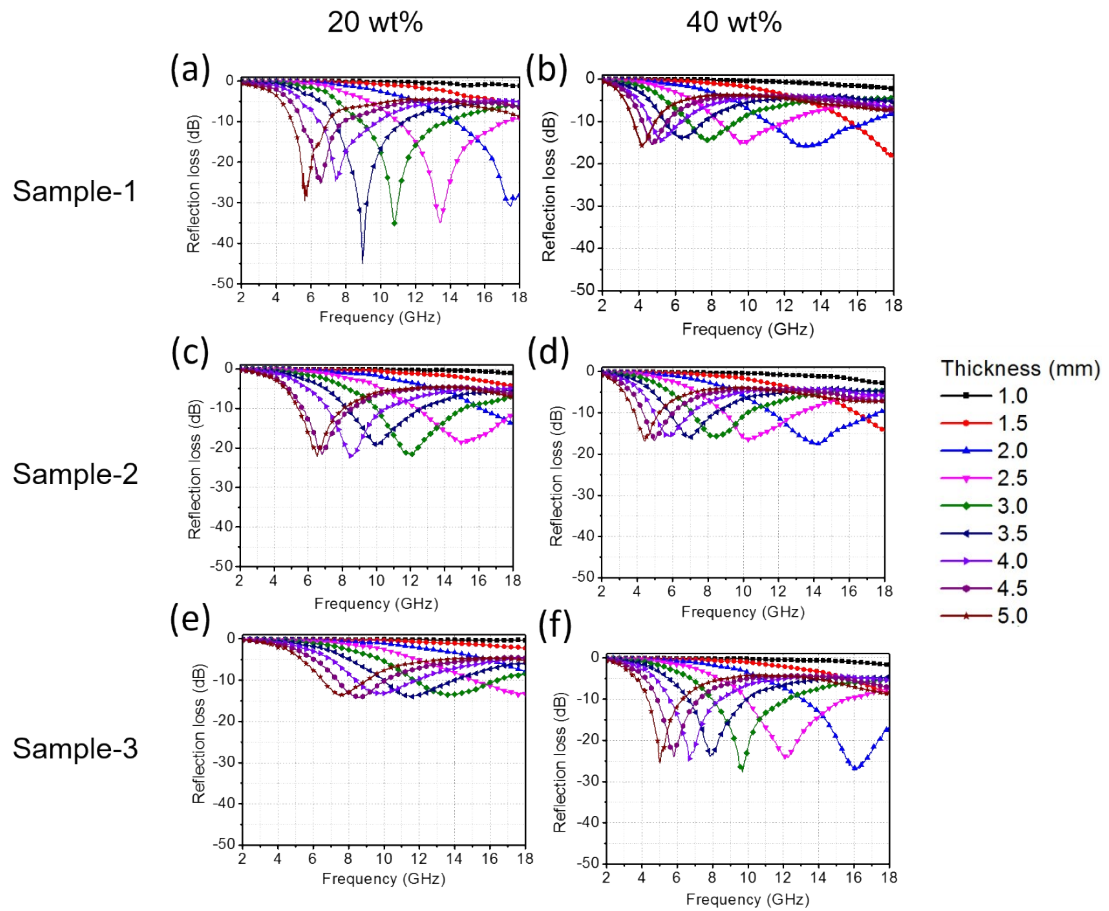 20 wt%
40 wt%
Sample-1
(a)
0
-10
-20
-30
-40
-50
Reflection loss (dB)
2 4 6 8 10 12 14 16 18
Frequency (GHz)
(b)
0
-10
-20
-30
-40
-50
Reflection loss (dB)
2 4 6 8 10 12 14 16 18
Frequency (GHz)
Sample-2
(c)
0
-10
-20
-30
-40
-50
Reflection loss (dB)
2 4 6 8 10 12 14 16 18
Frequency (GHz)
(d)
0
-10
-20
-30
-40
-50
Reflection loss (dB)
2 4 6 8 10 12 14 16 18
Frequency (GHz)
Thickness (mm)
1.0
1.5
2.0
2.5
3.0
3.5
4.0
4.5
5.0
Sample-3
(e)
0
-10
-20
-30
-40
-50
Reflection loss (dB)
2 4 6 8 10 12 14 16 18
Frequency (GHz)
(f)
0
-10
-20
-30
-40
-50
Reflection loss (dB)
2 4 6 8 10 12 14 16 18
Frequency (GHz)